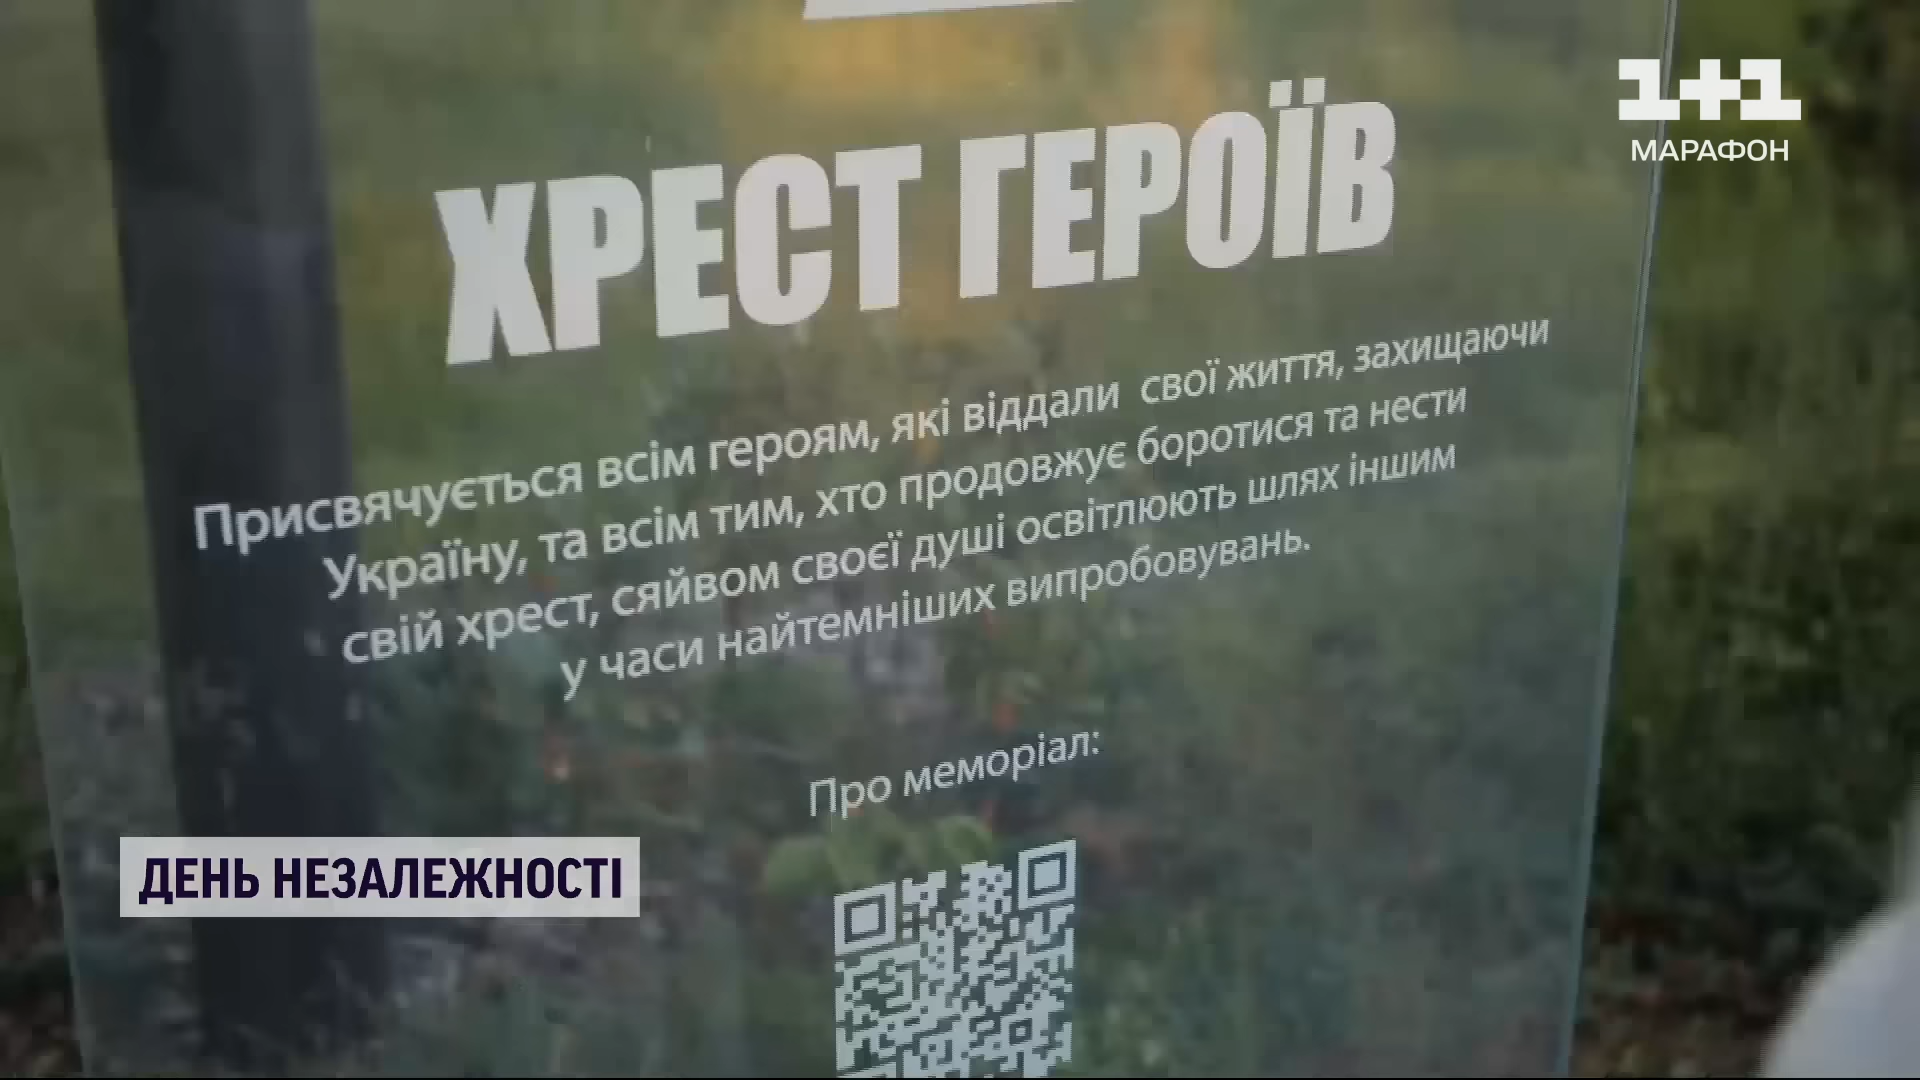 1+1
МАРАФОН
ХРЕСТ ГЕРОЇВ
Присвячується всім героям, які віддали свої життя, захищаючи
Україну, та всім тим, хто продовжує боротися та нести
свій хрест, сяйвом своєї душі освітлюють шлях іншим
у часи найтемніших випробовувань.
Про меморіал:
ДЕНЬ НЕЗАЛЕЖНОСТІ